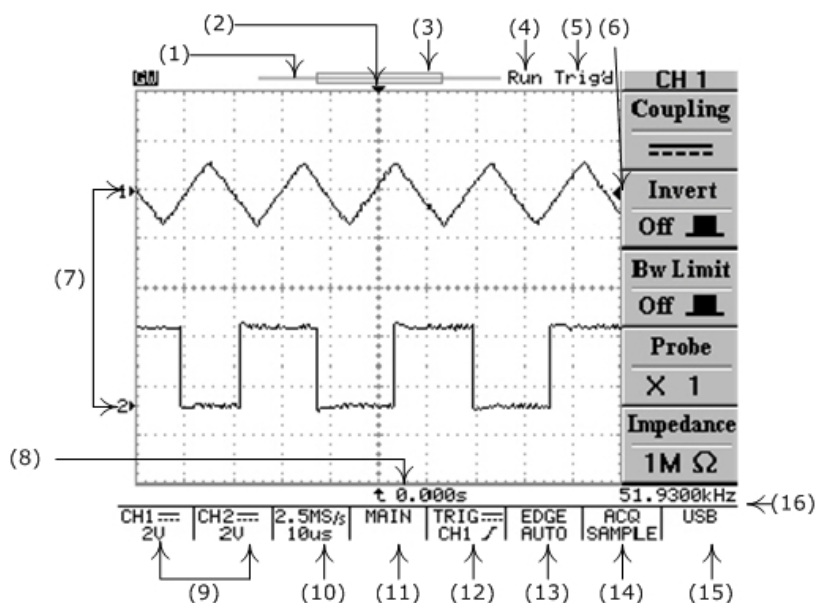 (2) (3) (4) (5) (6)
(1)
GW Run Trig'd CH 1
Coupling
1
Invert
Off
(7)
Bw Limit
Off
Probe
X 1
2
Impedance
1M Ω
(8)
t 0.000s 51.9300kHz
(16)
CH1 CH2 2.5MS/s MAIN TRIG EDGE ACQ USB
2V 2V 10us CH1 AUTO SAMPLE
(9) (10) (11) (12) (13) (14) (15)